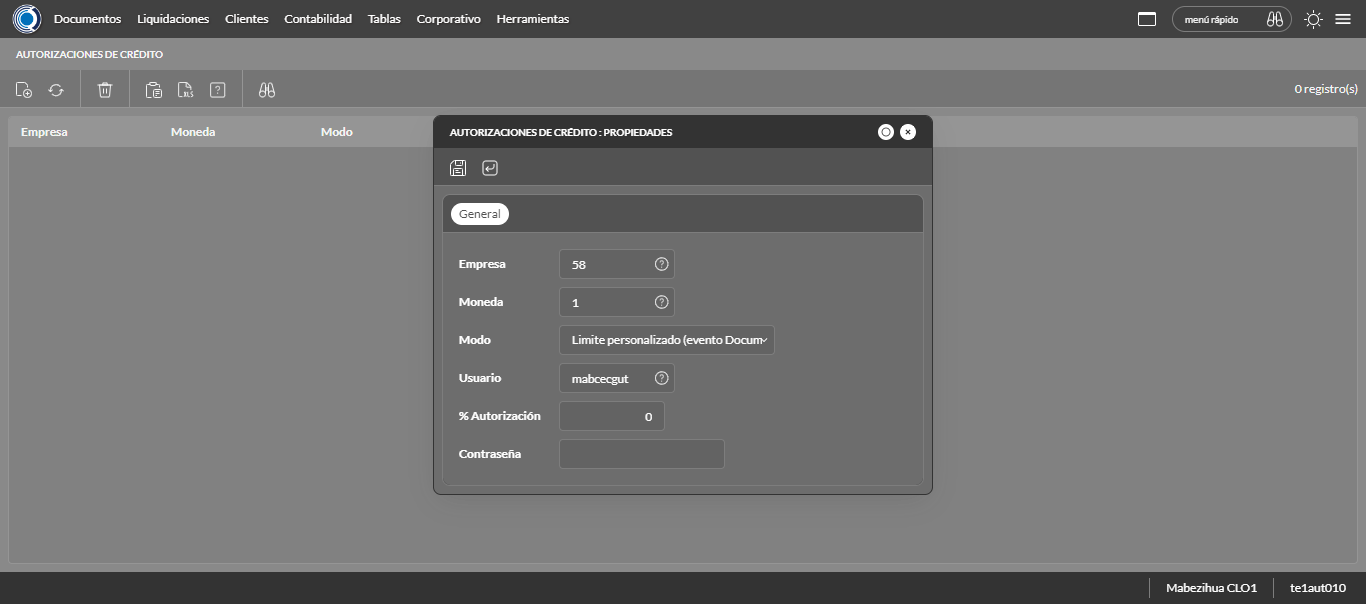 Documentos Liquidaciones Clientes Contabilidad Tablas Corporativo Herramientas menú rápido
AUTORIZACIONES DE CRÉDITO
XLS ? 0 registro(s)
Empresa Moneda Modo
AUTORIZACIONES DE CRÉDITO : PROPIEDADES
General
Empresa 58 ?
Moneda 1 ?
Modo Limite personalizado (evento Docum
Usuario mabcecgut ?
% Autorización 0
Contraseña
Mabezihua CLO1 te1aut010